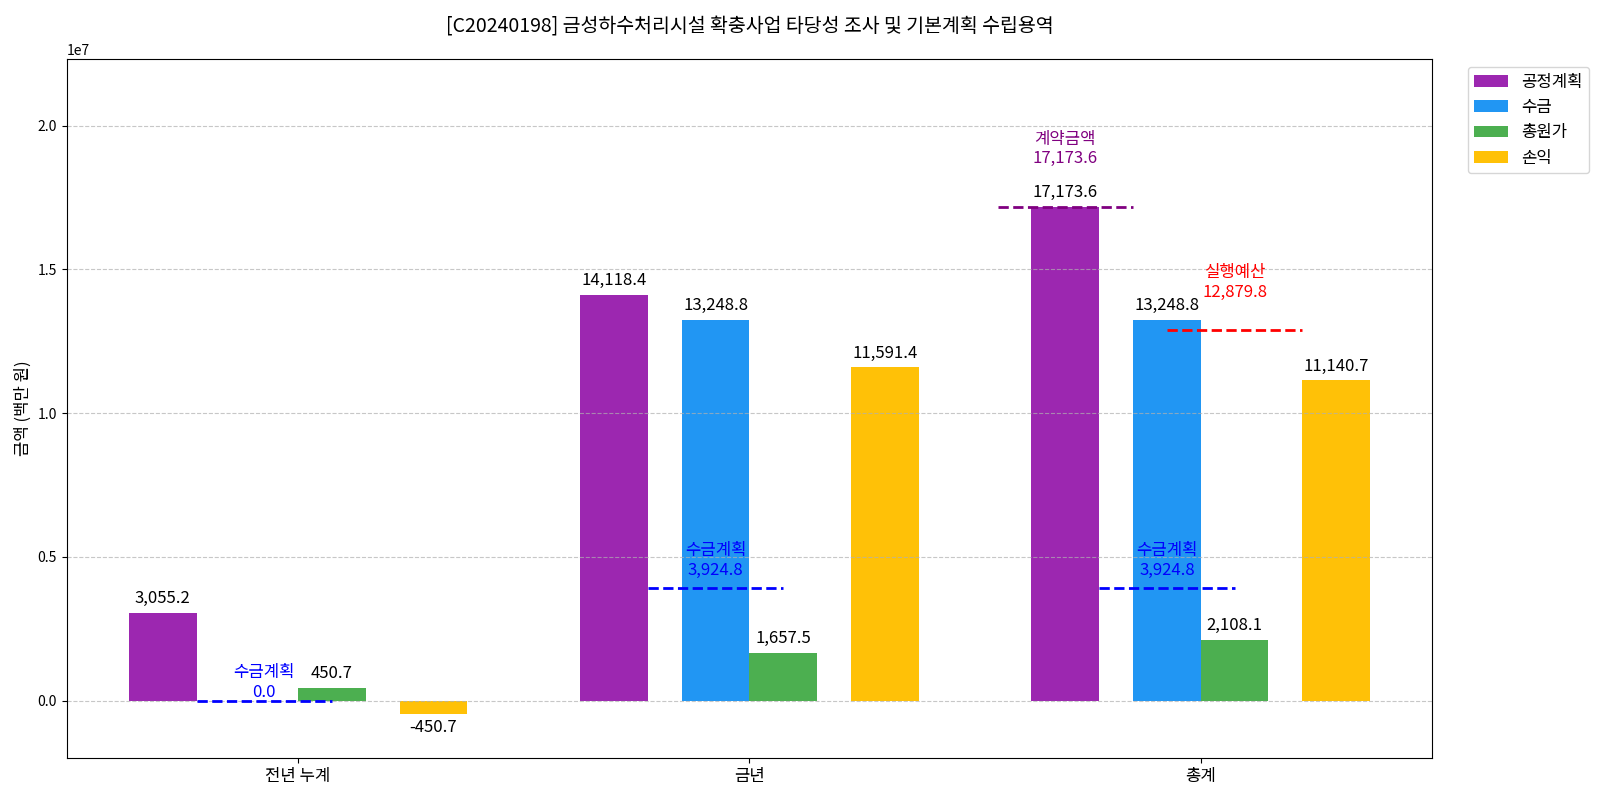 [C20240198] 금성하수처리시설 확충사업 타당성 조사 및 기본계획 수립용역
1e7
공정계획
수금
총원가
손익
금액 (백만 원)
2.0
1.5
1.0
0.5
0.0
계약금액
17,173.6
17,173.6
실행예산
12,879.8
14,118.4
13,248.8
13,248.8
11,591.4
11,140.7
수금계획
3,924.8
수금계획
3,924.8
3,055.2
1,657.5
2,108.1
수금계획
0.0
450.7
-450.7
전년 누계
금년
총계